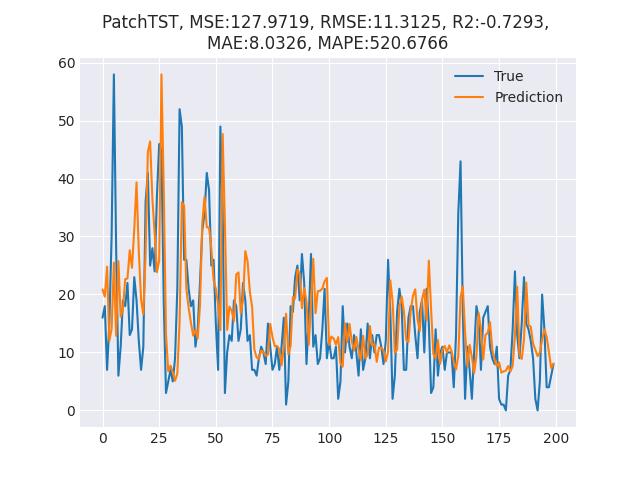 PatchTST, MSE:127.9719, RMSE:11.3125, R2:-0.7293,
MAE:8.0326, MAPE:520.6766
True
Prediction
60
50
40
30
20
10
0
0 25 50 75 100 125 150 175 200